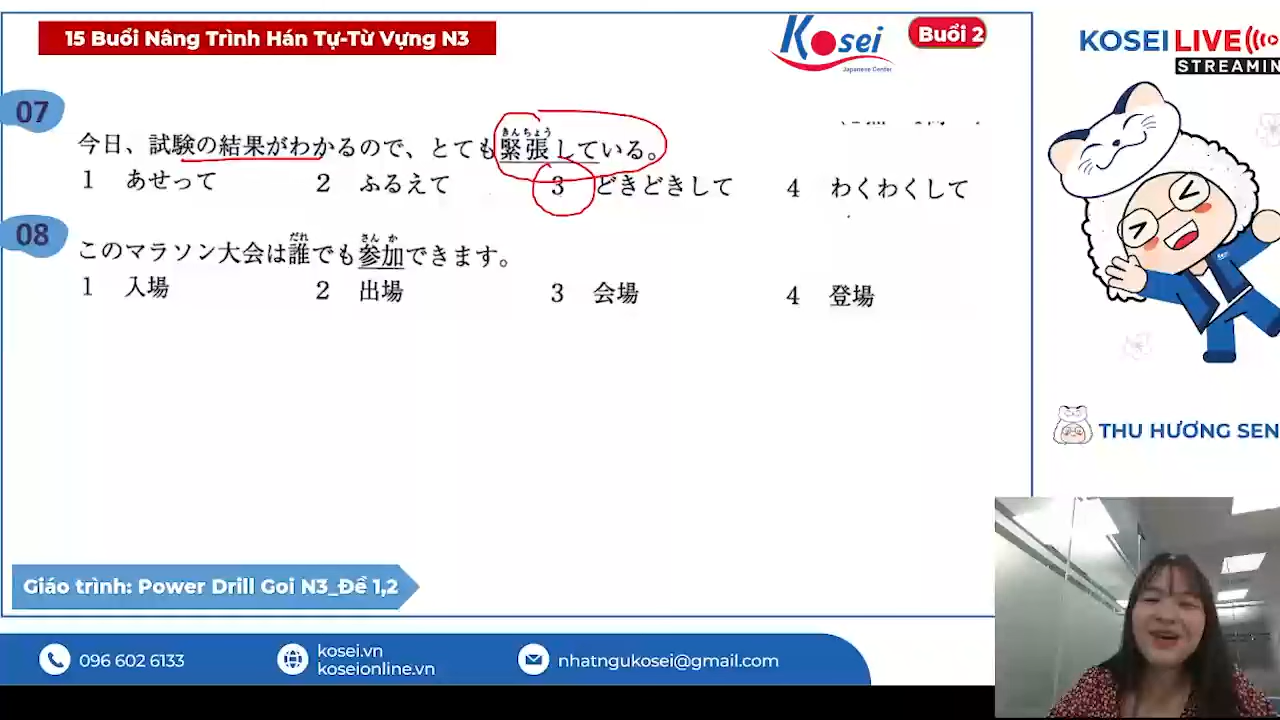 15 Buổi Nâng Trình Hán Tự-Từ Vựng N3
Kosei
Japanese Center
Buổi 2
KOSEI LIVE
STREAMIN
07
きんちょう
今日、試験の結果がわかるので、とても緊張している。
1 あせって 2 ふるえて 3 どきどきして 4 わくわくして
08
だれ さん か
このマラソン大会は誰でも参加できます。
1 入場 2 出場 3 会場 4 登場
THU HƯƠNG SEN
Giáo trình: Power Drill Goi N3_Đề 1,2
096 602 6133
kosei.vn
koseionline.vn
nhatngukosei@gmail.com